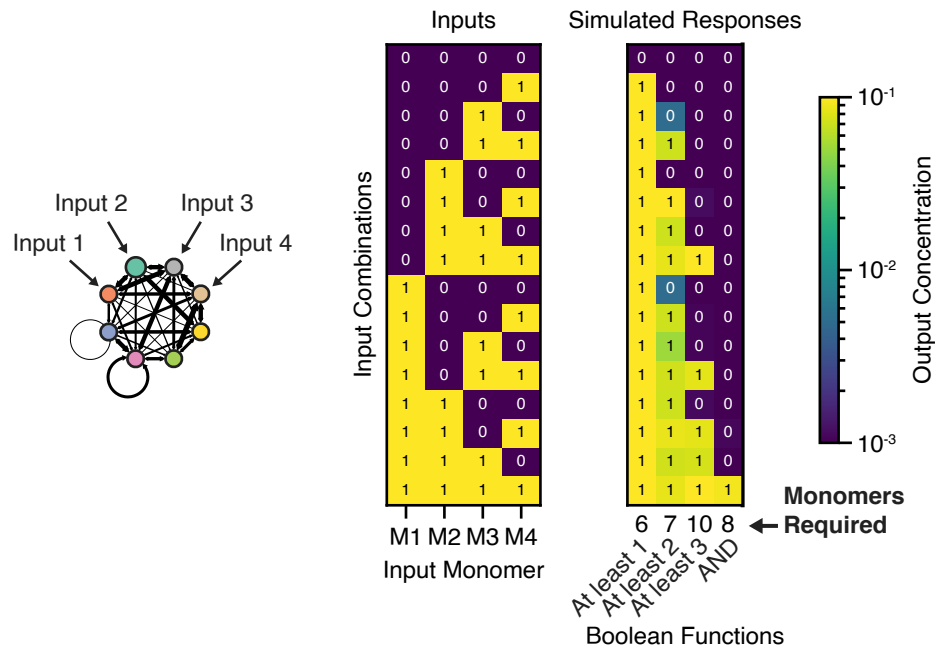 Inputs
Simulated Responses
Input 2
Input 3
Input 1
Input 4
Input Combinations
0 0 0 0
0 0 0 1
0 0 1 0
0 0 1 1
0 1 0 0
0 1 0 1
0 1 1 0
0 1 1 1
1 0 0 0
1 0 0 1
1 0 1 0
1 0 1 1
1 1 0 0
1 1 0 1
1 1 1 0
1 1 1 1
M1 M2 M3 M4
Input Monomer
0 0 0 0
1 0 0 0
1 0 0 0
1 1 0 0
1 0 0 0
1 1 0 0
1 1 0 0
1 1 1 0
1 0 0 0
1 1 0 0
1 1 0 0
1 1 1 0
1 1 0 0
1 1 1 0
1 1 1 0
1 1 1 1
6 7 10 8
Monomers
Required
At least 1
At least 2
At least 3
AND
Boolean Functions
10⁻¹
10⁻²
10⁻³
Output Concentration